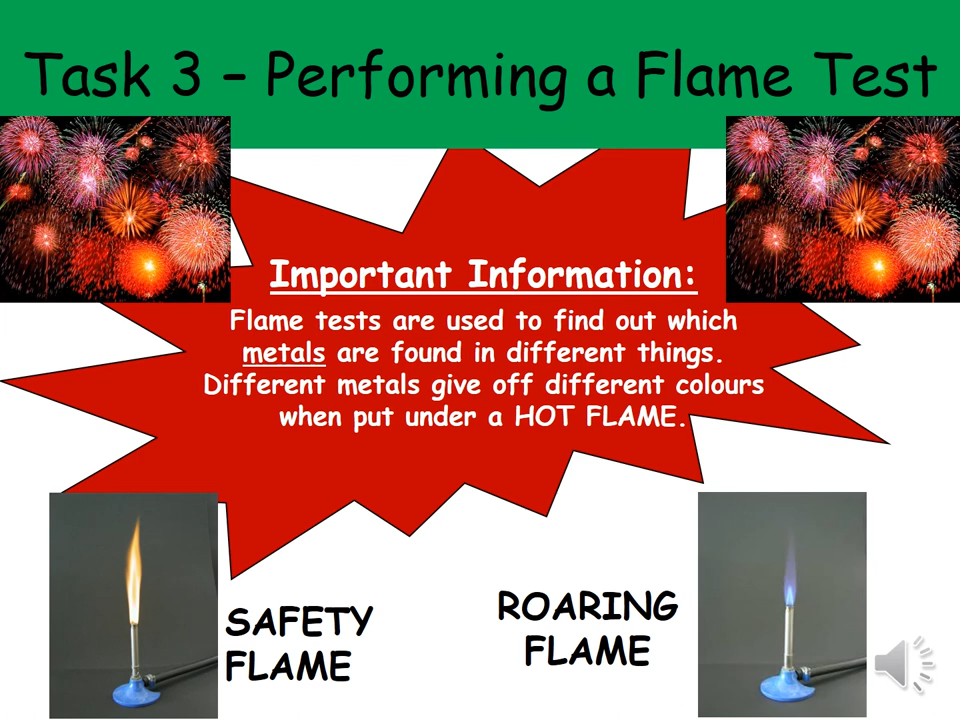 Task 3 – Performing a Flame Test
Important Information:
Flame tests are used to find out which
metals are found in different things.
Different metals give off different colours
when put under a HOT FLAME.
SAFETY
FLAME
ROARING
FLAME